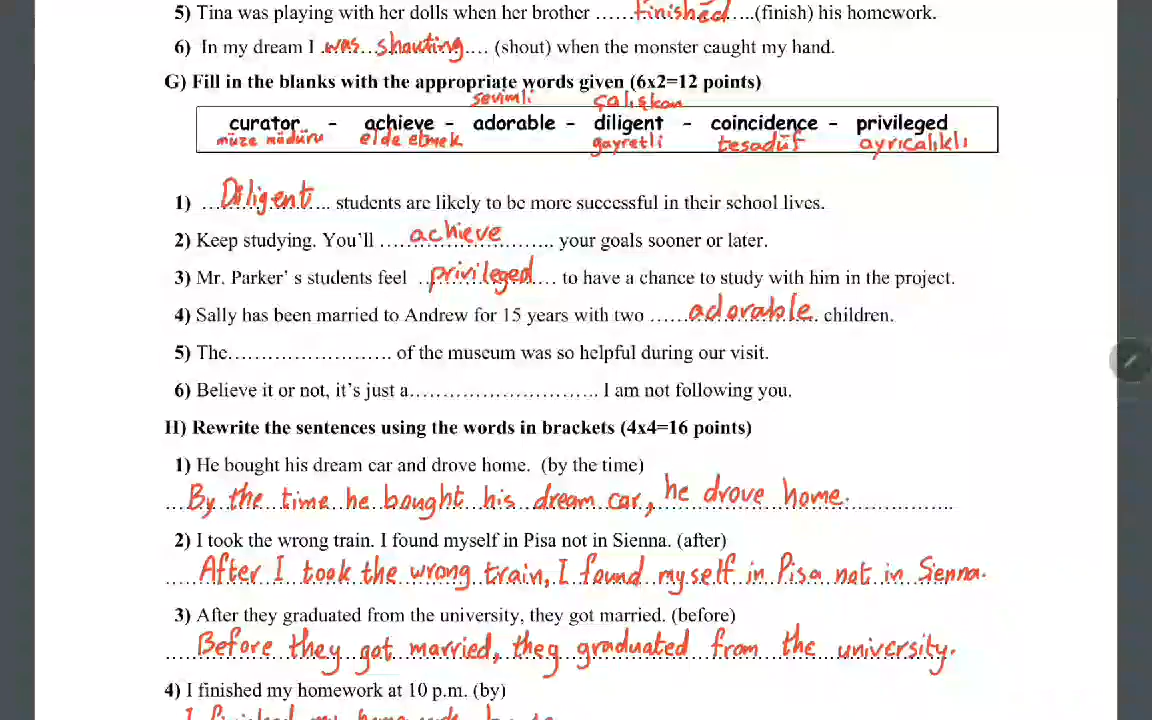 5) Tina was playing with her dolls when her brother ……finished…..(finish) his homework.
6) In my dream I was shouting…. (shout) when the monster caught my hand.
G) Fill in the blanks with the appropriate words given (6x2=12 points)
sevimli çalışkan
curator - achieve - adorable - diligent - coincidence - privileged
müze müdürü elde etmek gayretli tesadüf ayrıcalıklı
1) …Diligent….. students are likely to be more successful in their school lives.
2) Keep studying. You'll ….achieve…….. your goals sooner or later.
3) Mr. Parker' s students feel ..privileged…. to have a chance to study with him in the project.
4) Sally has been married to Andrew for 15 years with two ……adorable. children.
5) The……………………. of the museum was so helpful during our visit.
6) Believe it or not, it's just a………………………. I am not following you.
H) Rewrite the sentences using the words in brackets (4x4=16 points)
1) He bought his dream car and drove home. (by the time)
By the time he bought his dream car, he drove home.
2) I took the wrong train. I found myself in Pisa not in Sienna. (after)
After I took the wrong train, I found myself in Pisa not in Sienna.
3) After they graduated from the university, they got married. (before)
Before they got married, they graduated from the university.
4) I finished my homework at 10 p.m. (by)
I finished my homework by